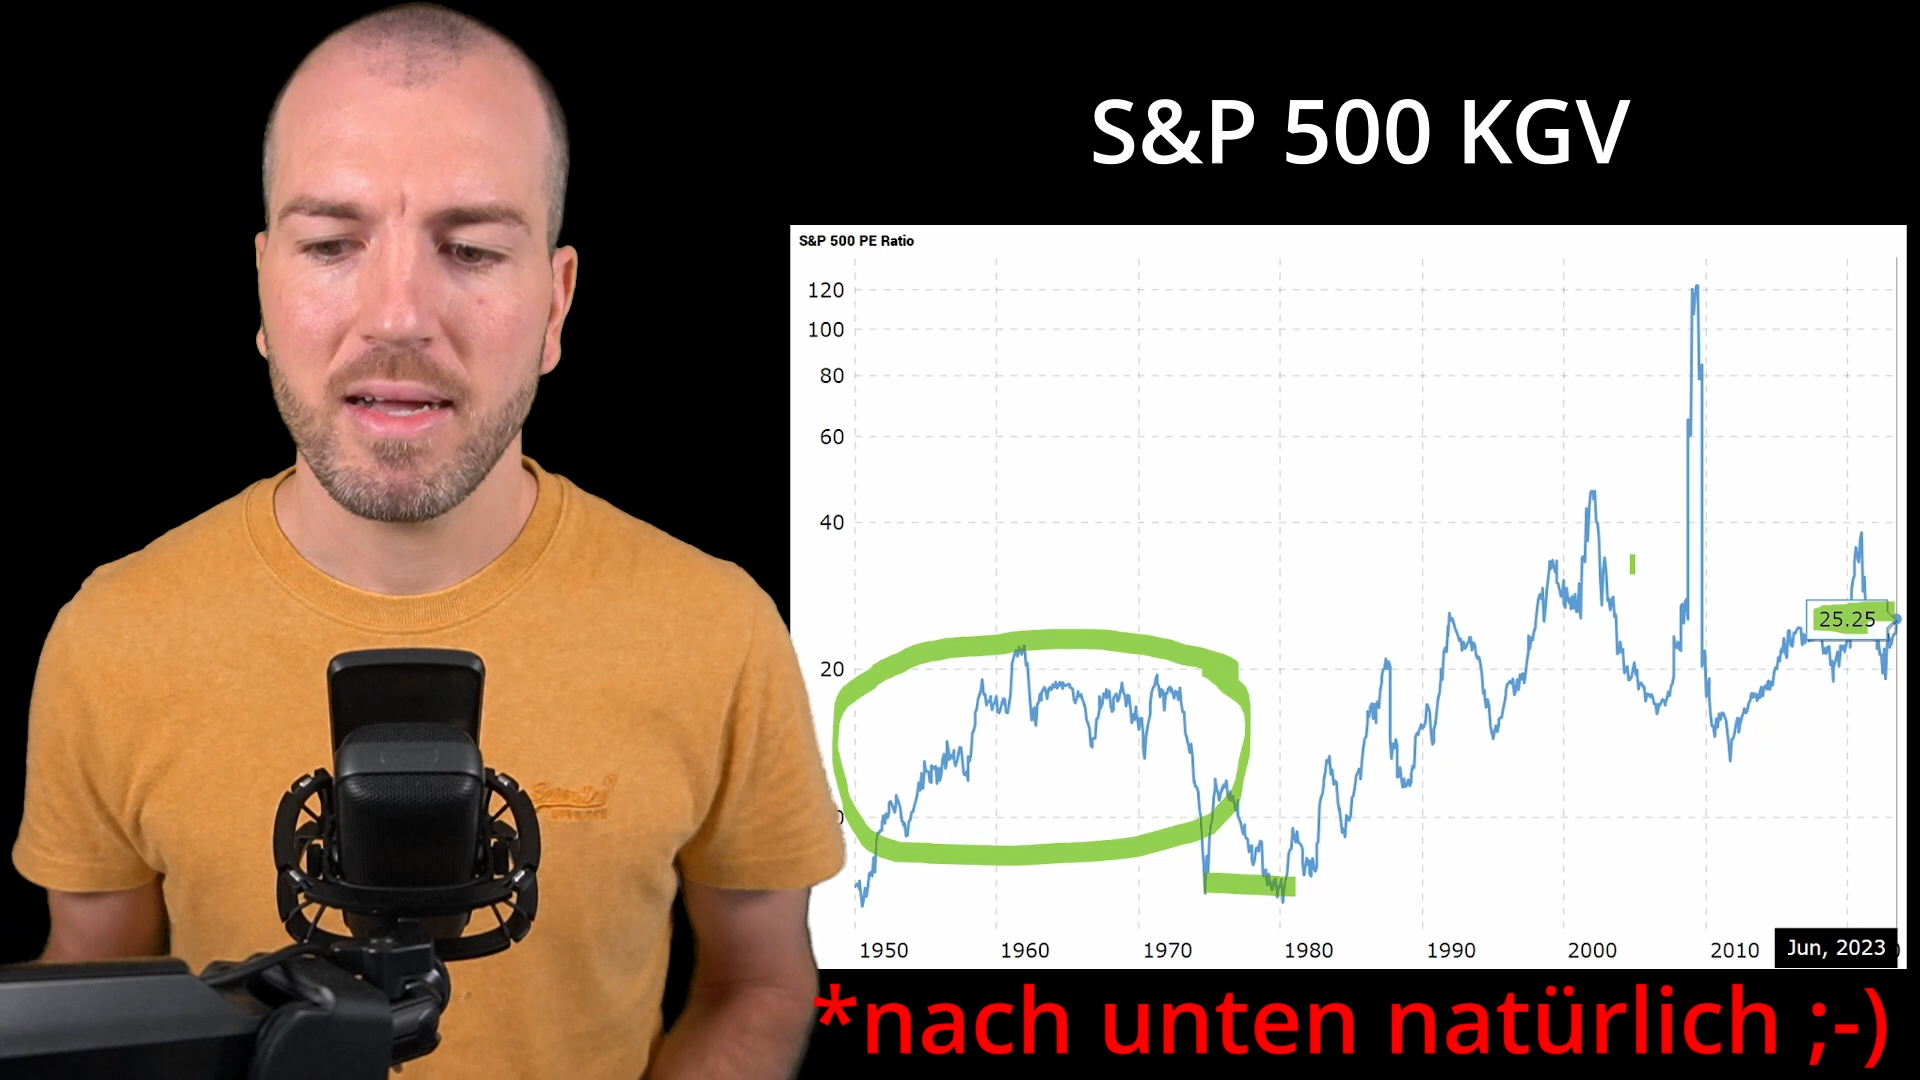 S&P 500 KGV
S&P 500 PE Ratio
120
100
80
60
40
20
25.25
1950 1960 1970 1980 1990 2000 2010 Jun, 2023
*nach unten natürlich ;-)